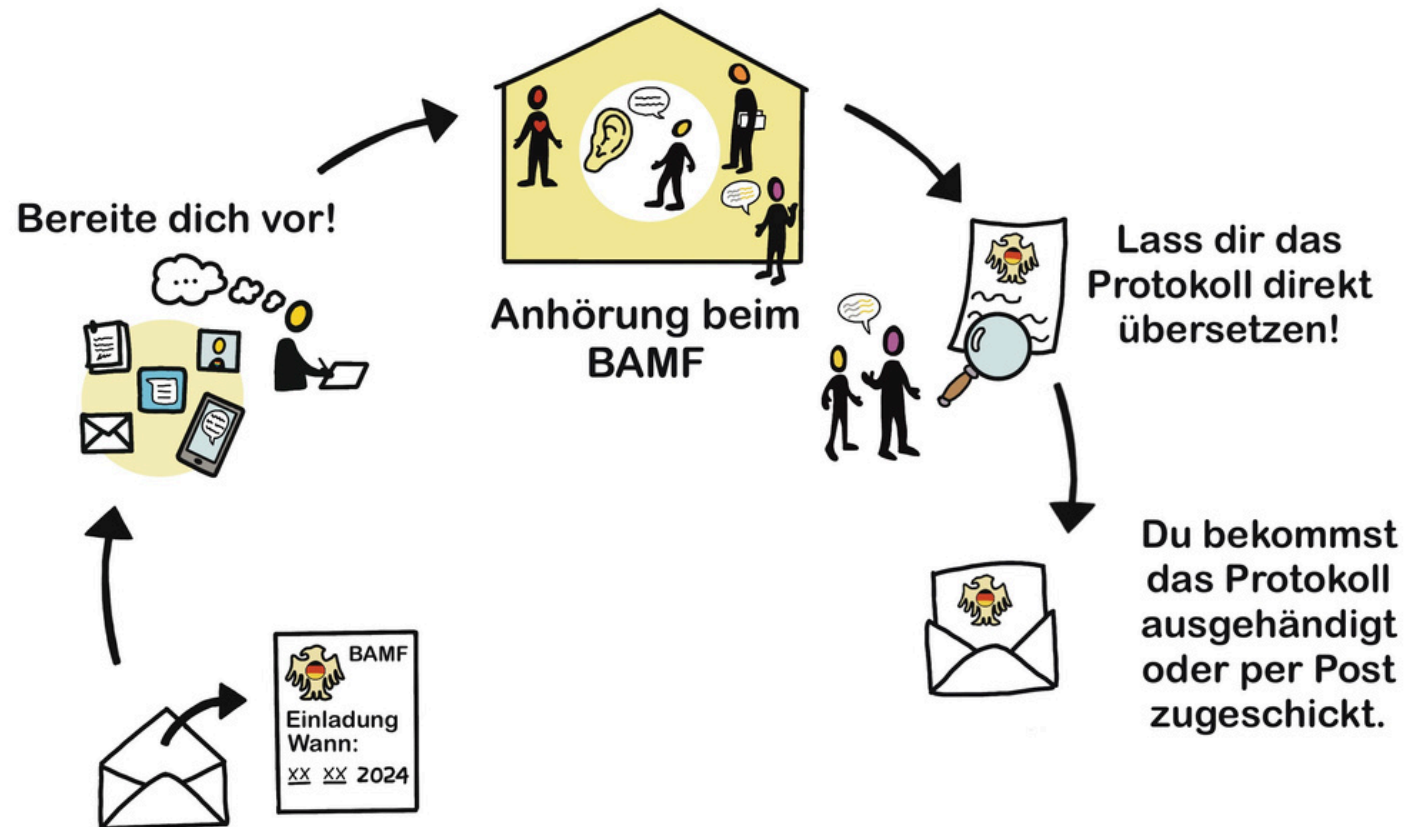 Bereite dich vor!
Anhörung beim
BAMF
Lass dir das
Protokoll direkt
übersetzen!
Du bekommst
das Protokoll
ausgehändigt
oder per Post
zugeschickt.
BAMF
Einladung
Wann:
XX XX 2024